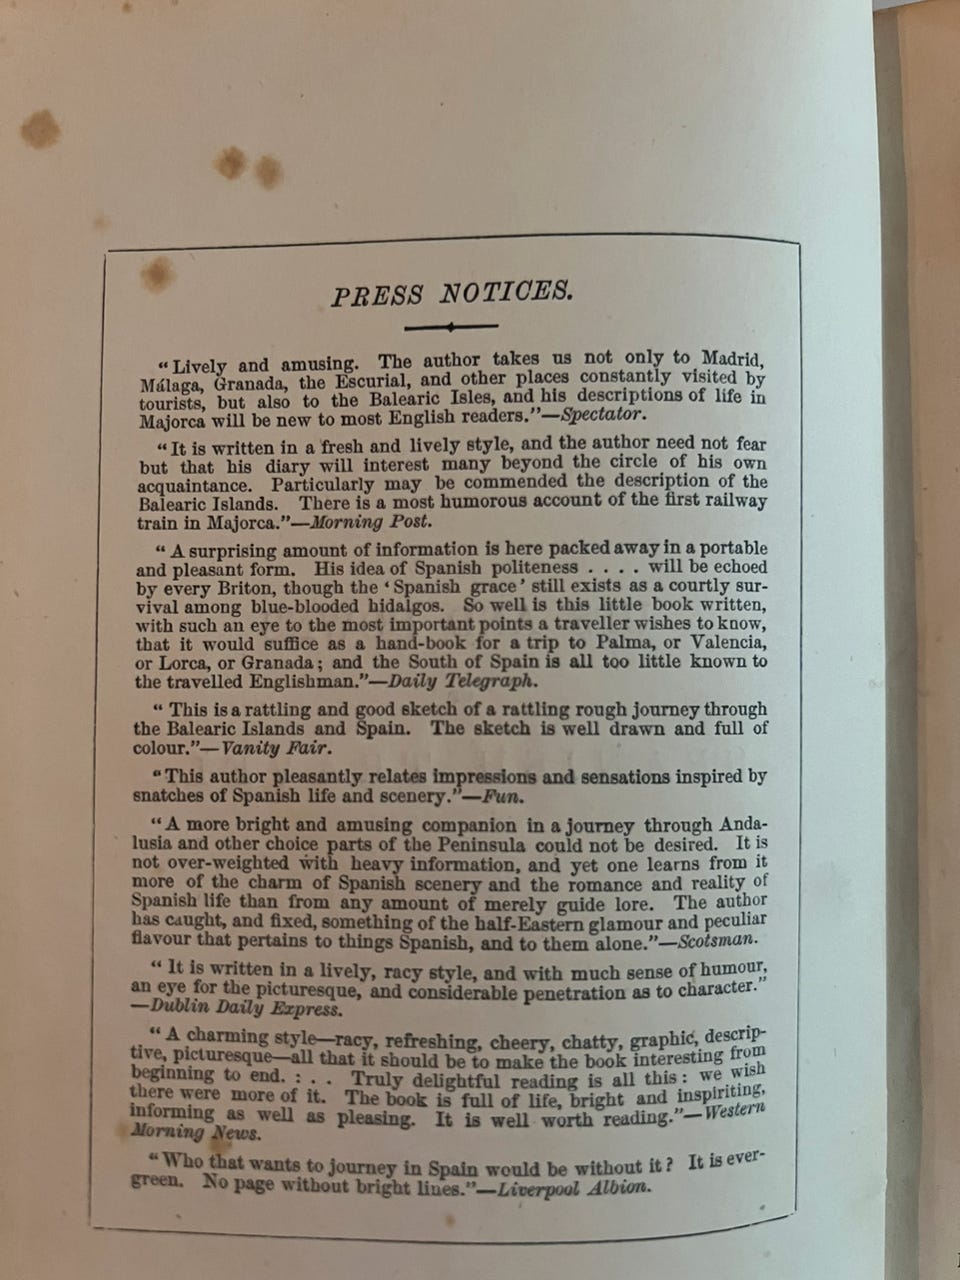 PRESS NOTICES.
"Lively and amusing. The author takes us not only to Madrid,
Málaga, Granada, the Escurial, and other places constantly visited by
tourists, but also to the Balearic Isles, and his descriptions of life in
Majorca will be new to most English readers."—Spectator.
"It is written in a fresh and lively style, and the author need not fear
but that his diary will interest many beyond the circle of his own
acquaintance. Particularly may be commended the description of the
Balearic Islands. There is a most humorous account of the first railway
train in Majorca."—Morning Post.
"A surprising amount of information is here packed away in a portable
and pleasant form. His idea of Spanish politeness . . . . will be echoed
by every Briton, though the 'Spanish grace' still exists as a courtly sur-
vival among blue-blooded hidalgos. So well is this little book written,
with such an eye to the most important points a traveller wishes to know,
that it would suffice as a hand-book for a trip to Palma, or Valencia,
or Lorca, or Granada; and the South of Spain is all too little known to
the travelled Englishman."—Daily Telegraph.
"This is a rattling and good sketch of a rattling rough journey through
the Balearic Islands and Spain. The sketch is well drawn and full of
colour."—Vanity Fair.
"This author pleasantly relates impressions and sensations inspired by
snatches of Spanish life and scenery."—Fun.
"A more bright and amusing companion in a journey through Anda-
lusia and other choice parts of the Peninsula could not be desired. It is
not over-weighted with heavy information, and yet one learns from it
more of the charm of Spanish scenery and the romance and reality of
Spanish life than from any amount of merely guide lore. The author
has caught, and fixed, something of the half-Eastern glamour and peculiar
flavour that pertains to things Spanish, and to them alone."—Scotsman.
"It is written in a lively, racy style, and with much sense of humour,
an eye for the picturesque, and considerable penetration as to character."
—Dublin Daily Express.
"A charming style—racy, refreshing, cheery, chatty, graphic, descrip-
tive, picturesque—all that it should be to make the book interesting from
beginning to end. : . . Truly delightful reading is all this: we wish
there were more of it. The book is full of life, bright and inspiriting,
informing as well as pleasing. It is well worth reading."—Western
Morning News.
"Who that wants to journey in Spain would be without it? It is ever-
green. No page without bright lines."—Liverpool Albion.